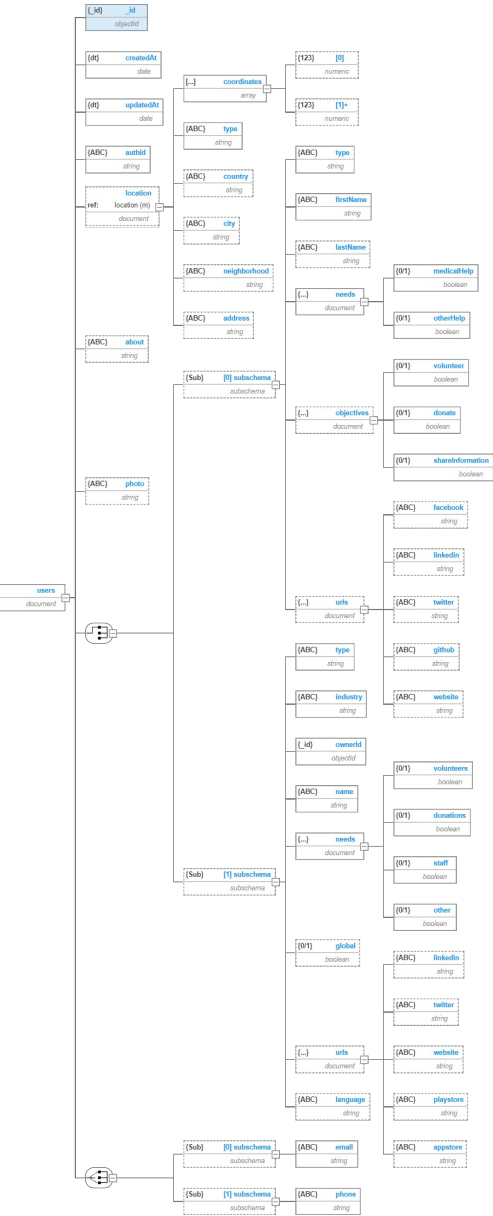 users
document
{_id} _id
objectId
{dt} createdAt
date
{dt} updatedAt
date
{ABC} authId
string
location
ref: location (m)
document
[...] coordinates
array
{123} [0]
numeric
{123} [1]+
numeric
{ABC} type
string
{ABC} country
string
{ABC} city
string
{ABC} neighborhood
string
{ABC} address
string
{ABC} about
string
{ABC} photo
string
{Sub} [0] subschema
subschema
{ABC} type
string
{ABC} firstName
string
{ABC} lastName
string
{...} needs
document
{0/1} medicalHelp
boolean
{0/1} otherHelp
boolean
{...} objectives
document
{0/1} volunteer
boolean
{0/1} donate
boolean
{0/1} shareInformation
boolean
{...} urls
document
{ABC} facebook
string
{ABC} linkedin
string
{ABC} twitter
string
{ABC} github
string
{ABC} website
string
{Sub} [1] subschema
subschema
{ABC} type
string
{ABC} industry
string
{_id} ownerId
objectId
{ABC} name
string
{...} needs
document
{0/1} volunteers
boolean
{0/1} donations
boolean
{0/1} staff
boolean
{0/1} other
boolean
{0/1} global
boolean
{...} urls
document
{ABC} linkedin
string
{ABC} twitter
string
{ABC} website
string
{ABC} playstore
string
{ABC} appstore
string
{ABC} language
string
{Sub} [0] subschema
subschema
{ABC} email
string
{Sub} [1] subschema
subschema
{ABC} phone
string